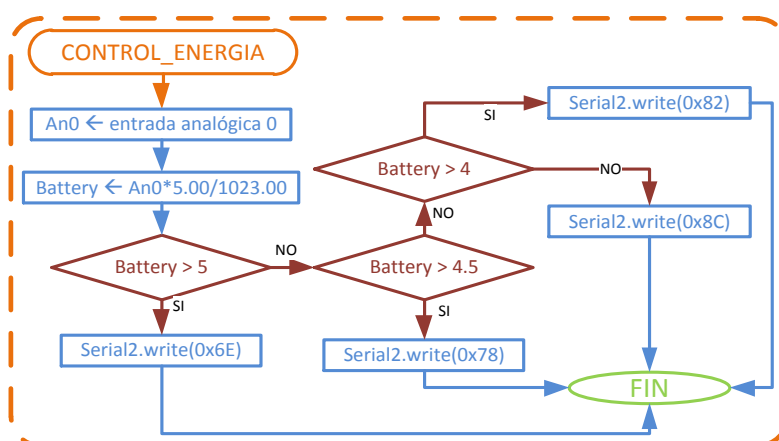 CONTROL_ENERGIA
An0 ← entrada analógica 0
Battery ← An0*5.00/1023.00
Battery > 5
SI
Serial2.write(0x6E)
NO
Battery > 4.5
SI
Serial2.write(0x78)
NO
Battery > 4
SI
Serial2.write(0x82)
NO
Serial2.write(0x8C)
FIN